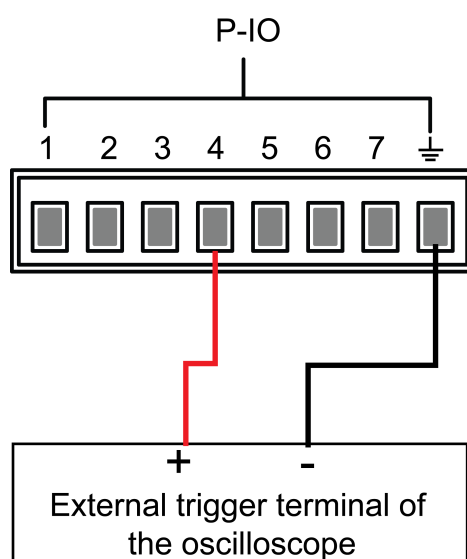 P-IO
1 2 3 4 5 6 7
+ -
External trigger terminal of
the oscilloscope